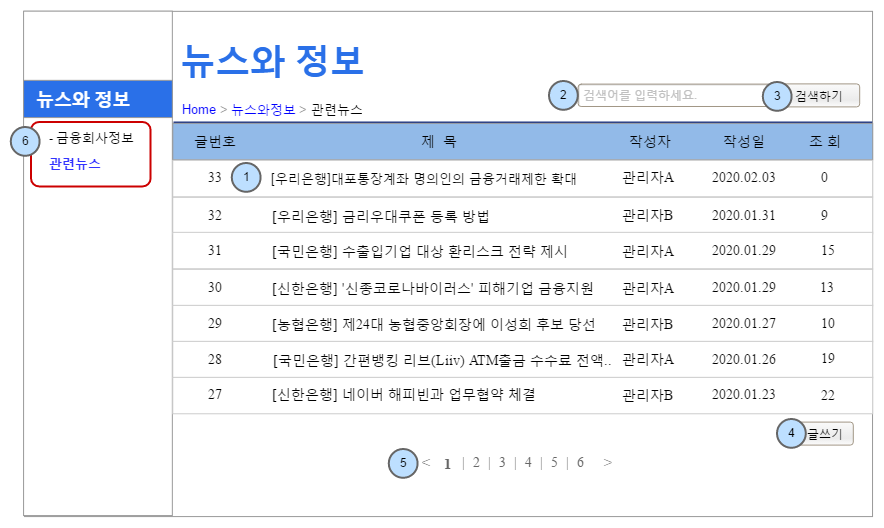 뉴스와 정보
뉴스와 정보
Home > 뉴스와정보 > 관련뉴스
2 검색어를 입력하세요. 3 검색하기
6 - 금융회사정보
관련뉴스
글번호 제 목 작성자 작성일 조 회
33 1 [우리은행]대포통장계좌 명의인의 금융거래제한 확대 관리자A 2020.02.03 0
32 [우리은행] 금리우대쿠폰 등록 방법 관리자B 2020.01.31 9
31 [국민은행] 수출입기업 대상 환리스크 전략 제시 관리자A 2020.01.29 15
30 [신한은행] '신종코로나바이러스' 피해기업 금융지원 관리자A 2020.01.29 13
29 [농협은행] 제24대 농협중앙회장에 이성희 후보 당선 관리자B 2020.01.27 10
28 [국민은행] 간편뱅킹 리브(Liiv) ATM출금 수수료 전액.. 관리자A 2020.01.26 19
27 [신한은행] 네이버 해피빈과 업무협약 체결 관리자B 2020.01.23 22
4 글쓰기
5 < 1 | 2 | 3 | 4 | 5 | 6 >